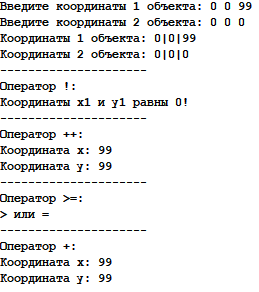 Введите координаты 1 объекта: 0 0 99
Введите координаты 2 объекта: 0 0 0
Координаты 1 объекта: 0|0|99
Координаты 2 объекта: 0|0|0
---------------------
Оператор !:
Координаты x1 и y1 равны 0!
---------------------
Оператор ++:
Координата x: 99
Координата y: 99
---------------------
Оператор >=:
> или =
---------------------
Оператор +:
Координата x: 99
Координата y: 99